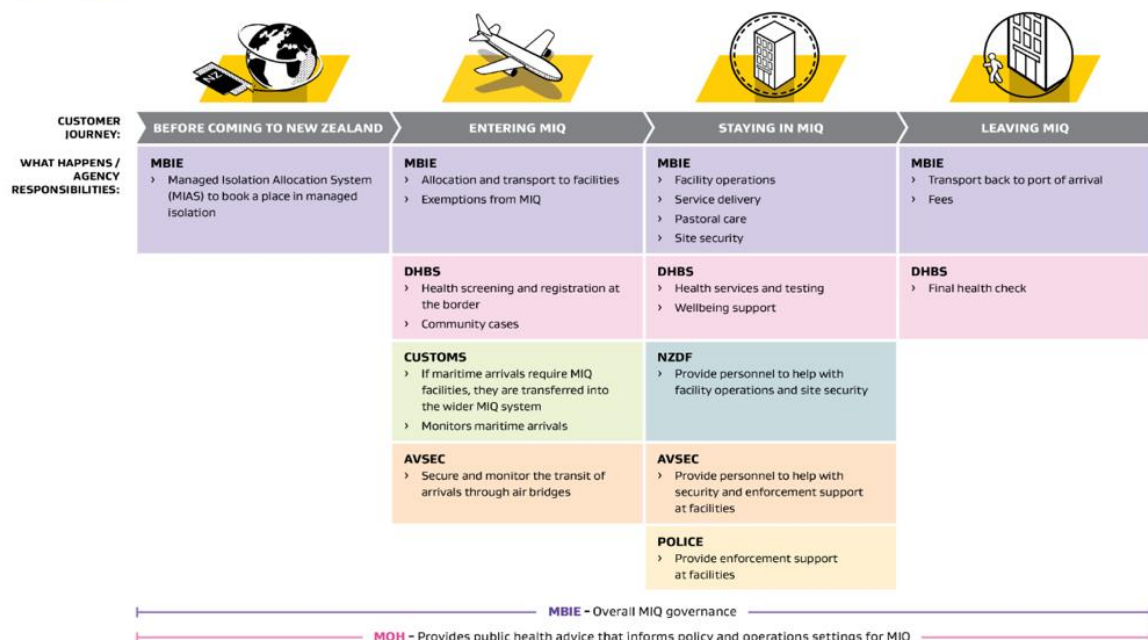 NZ
CUSTOMER
JOURNEY:
BEFORE COMING TO NEW ZEALAND
ENTERING MIQ
STAYING IN MIQ
LEAVING MIQ
WHAT HAPPENS /
AGENCY
RESPONSIBILITIES:
MBIE
› Managed Isolation Allocation System
(MIAS) to book a place in managed
isolation
MBIE
› Allocation and transport to facilities
› Exemptions from MIQ
MBIE
› Facility operations
› Service delivery
› Pastoral care
› Site security
MBIE
› Transport back to port of arrival
› Fees
DHBS
› Health screening and registration at
the border
› Community cases
DHBS
› Health services and testing
› Wellbeing support
DHBS
› Final health check
CUSTOMS
› If maritime arrivals require MIQ
facilities, they are transferred into
the wider MIQ system
› Monitors maritime arrivals
NZDF
› Provide personnel to help with
facility operations and site security
AVSEC
› Secure and monitor the transit of
arrivals through air bridges
AVSEC
› Provide personnel to help with
security and enforcement support
at facilities
POLICE
› Provide enforcement support
at facilities
MBIE – Overall MIQ governance
MOH – Provides public health advice that informs policy and operations settings for MIQ